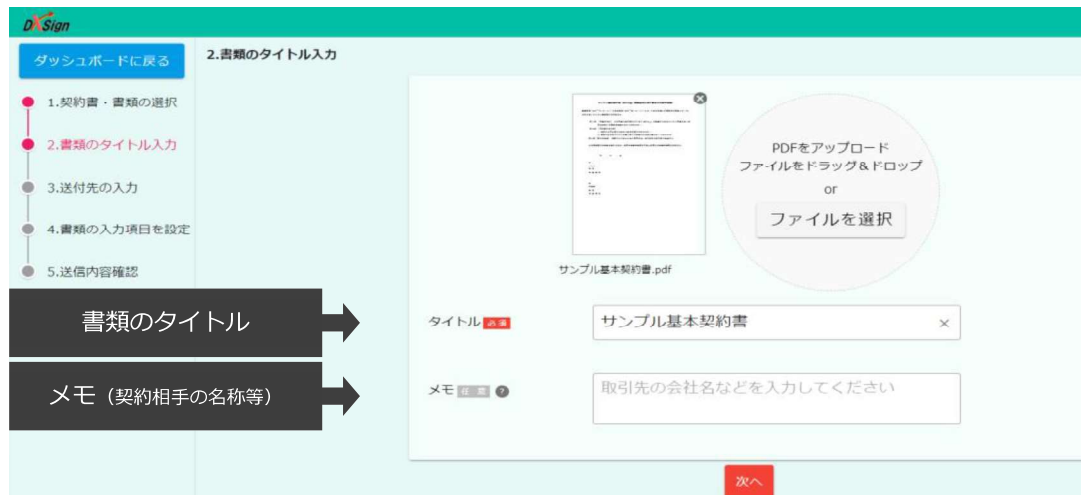 DXSign
ダッシュボードに戻る
2.書類のタイトル入力
1.契約書・書類の選択
2.書類のタイトル入力
3.送付先の入力
4.書類の入力項目を設定
5.送信内容確認
PDFをアップロード
ファイルをドラッグ&ドロップ
or
ファイルを選択
サンプル基本契約書.pdf
書類のタイトル
タイトル 必須
サンプル基本契約書
メモ（契約相手の名称等）
メモ 任意 ?
取引先の会社名などを入力してください
次へ